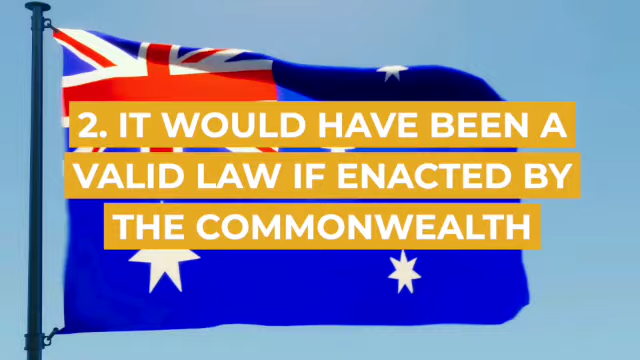 2. IT WOULD HAVE BEEN A
VALID LAW IF ENACTED BY
THE COMMONWEALTH